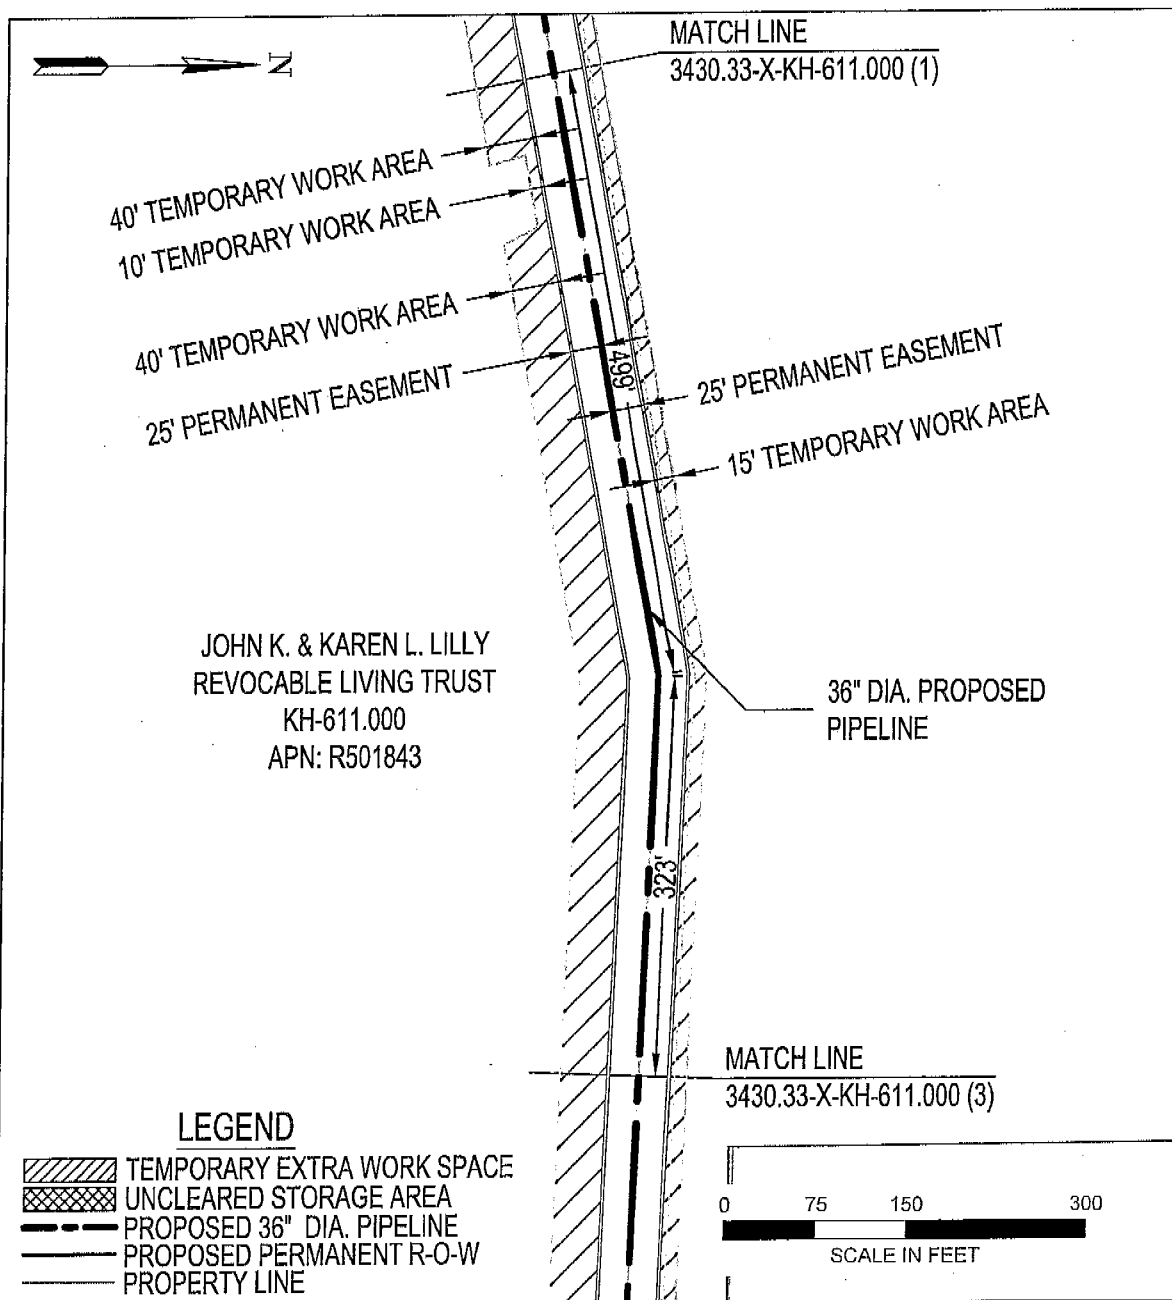 MATCH LINE
3430.33-X-KH-611.000 (1)
N
40' TEMPORARY WORK AREA
10' TEMPORARY WORK AREA
40' TEMPORARY WORK AREA
25' PERMANENT EASEMENT
499'
25' PERMANENT EASEMENT
15' TEMPORARY WORK AREA
JOHN K. & KAREN L. LILLY
REVOCABLE LIVING TRUST
KH-611.000
APN: R501843
36" DIA. PROPOSED
PIPELINE
323'
MATCH LINE
3430.33-X-KH-611.000 (3)
LEGEND
TEMPORARY EXTRA WORK SPACE
UNCLEARED STORAGE AREA
PROPOSED 36" DIA. PIPELINE
PROPOSED PERMANENT R-O-W
PROPERTY LINE
0 75 150 300
SCALE IN FEET